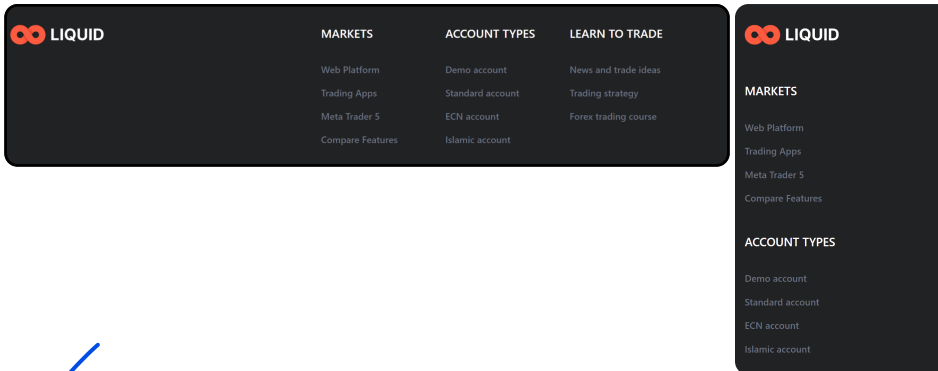 LIQUID
MARKETS
Web Platform
Trading Apps
Meta Trader 5
Compare Features
ACCOUNT TYPES
Demo account
Standard account
ECN account
Islamic account
LEARN TO TRADE
News and trade ideas
Trading strategy
Forex trading course
LIQUID
MARKETS
Web Platform
Trading Apps
Meta Trader 5
Compare Features
ACCOUNT TYPES
Demo account
Standard account
ECN account
Islamic account